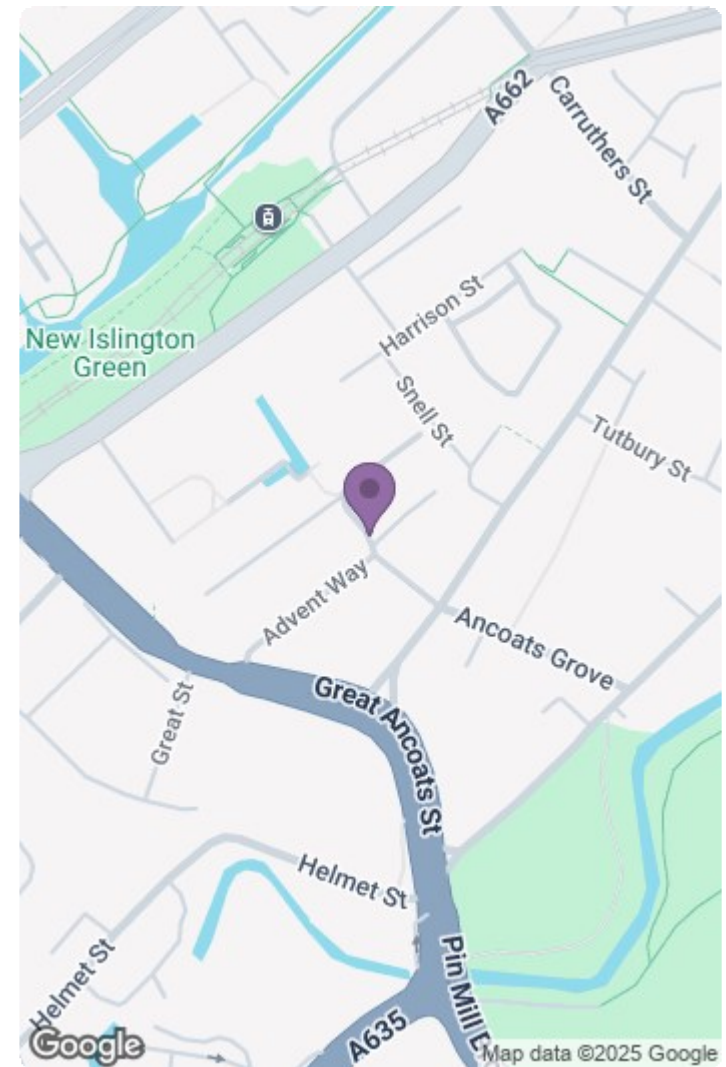 A662
Carruthers St
New Islington
Green
Harrison St
Snell St
Tutbury St
Advent Way
Ancoats Grove
Great St
Great Ancoats St
Helmet St
Helmet St
Pin Mill
A635
Google
Map data ©2025 Google